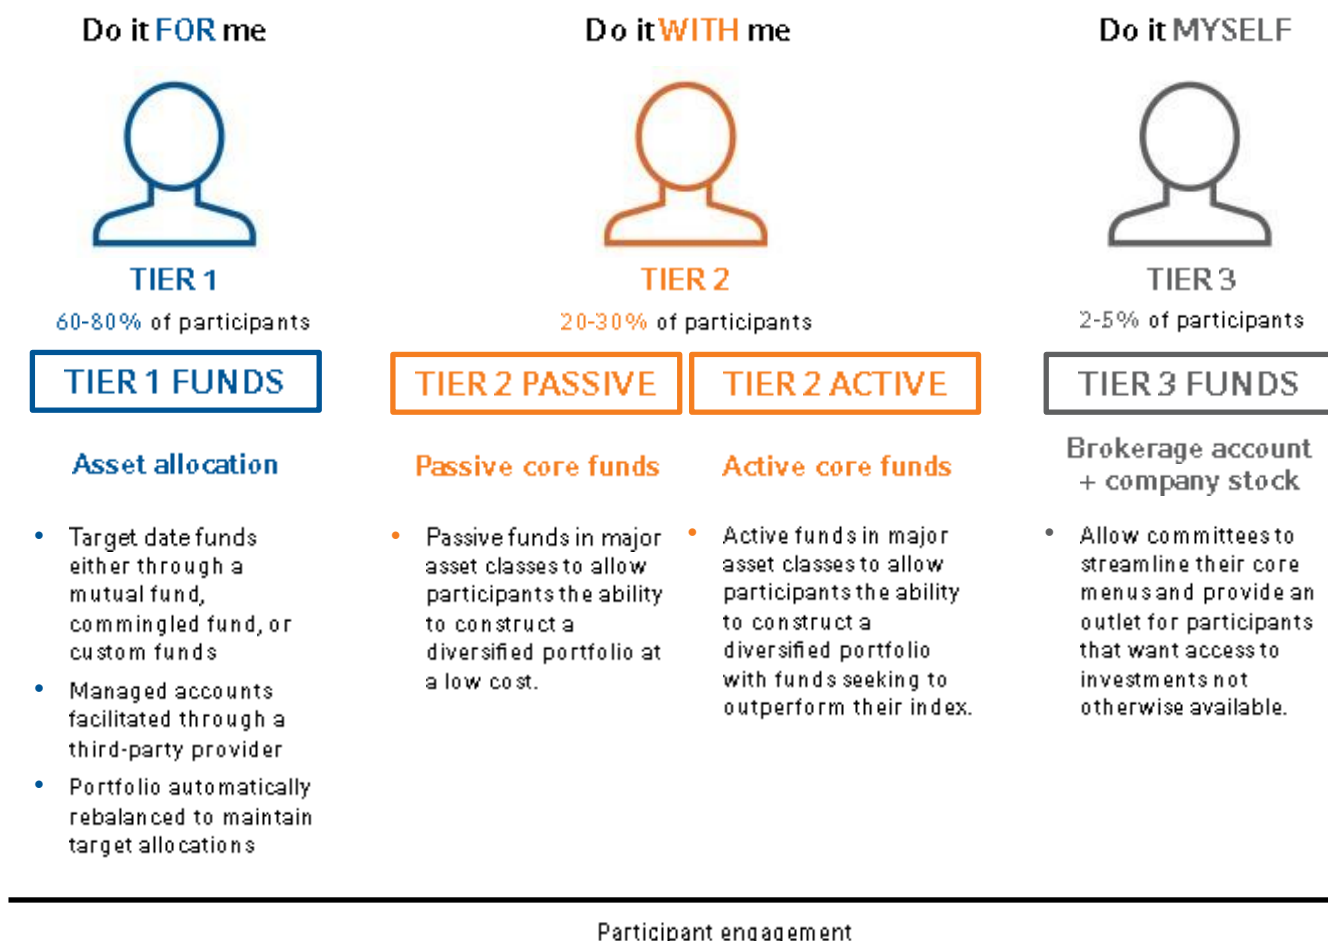 Do it FOR me
TIER 1
60-80% of participants
TIER 1 FUNDS
Asset allocation
• Target date funds
either through a
mutual fund,
commingled fund, or
custom funds
• Managed accounts
facilitated through a
third-party provider
• Portfolio automatically
rebalanced to maintain
target allocations
Do it WITH me
TIER 2
20-30% of participants
TIER 2 PASSIVE
Passive core funds
• Passive funds in major
asset classes to allow
participants the ability
to construct a
diversified portfolio at
a low cost.
TIER 2 ACTIVE
Active core funds
• Active funds in major
asset classes to allow
participants the ability
to construct a
diversified portfolio
with funds seeking to
outperform their index.
Do it MYSELF
TIER 3
2-5% of participants
TIER 3 FUNDS
Brokerage account
+ company stock
• Allow committees to
streamline their core
menus and provide an
outlet for participants
that want access to
investments not
otherwise available.
Participant engagement